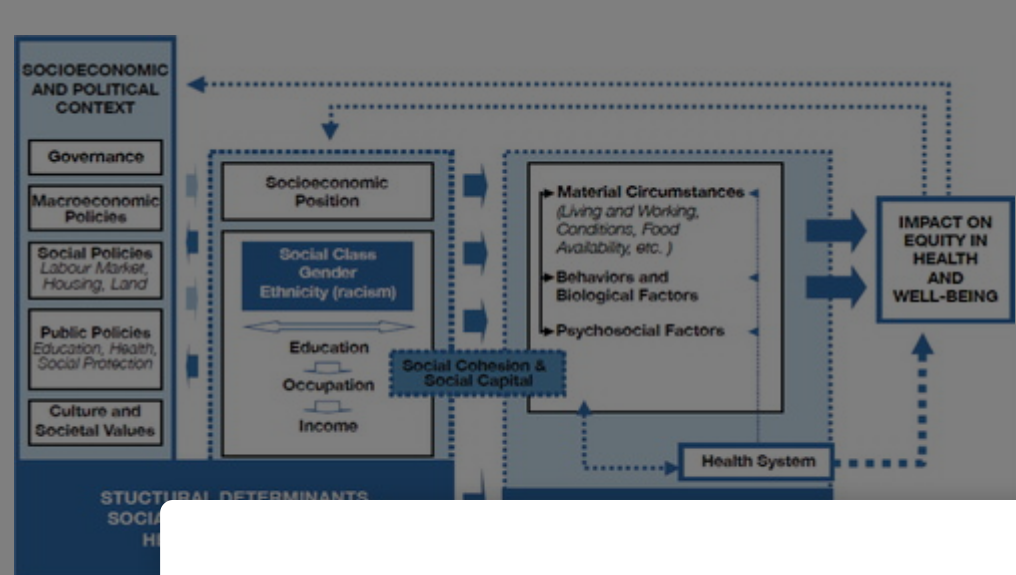 SOCIOECONOMIC
AND POLITICAL
CONTEXT
Governance
Macroeconomic
Policies
Social Policies
Labour Market,
Housing, Land
Public Policies
Education, Health,
Social Protection
Culture and
Societal Values
Socioeconomic
Position
Social Class
Gender
Ethnicity (racism)
Education
Occupation
Income
Social Cohesion &
Social Capital
Material Circumstances
(Living and Working,
Conditions, Food
Availability, etc. )
Behaviors and
Biological Factors
Psychosocial Factors
Health System
IMPACT ON
EQUITY IN
HEALTH
AND
WELL-BEING
STUCTURAL DETERMINANTS